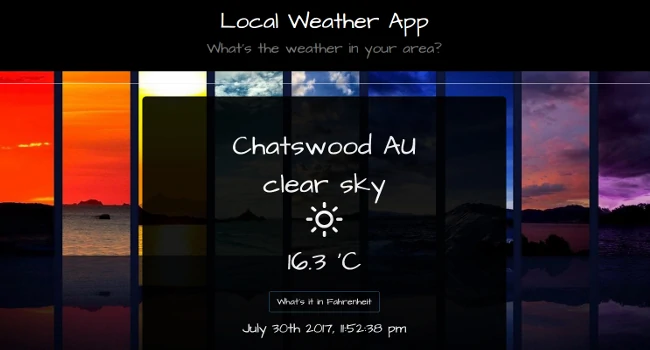 Local Weather App
What's the weather in your area?
Chatswood AU
clear sky
16.3 °C
What's it in Fahrenheit
July 30th 2017, 11:52:38 pm